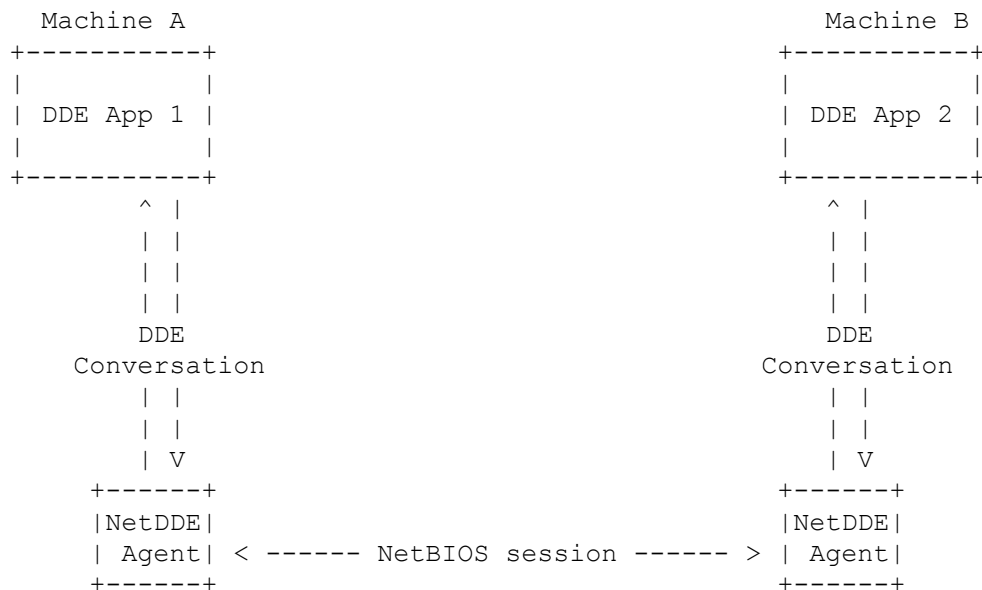 Machine A Machine B
DDE App 1 DDE App 2
DDE DDE
Conversation Conversation
NetDDE NetDDE
Agent < ------ NetBIOS session ------ > Agent